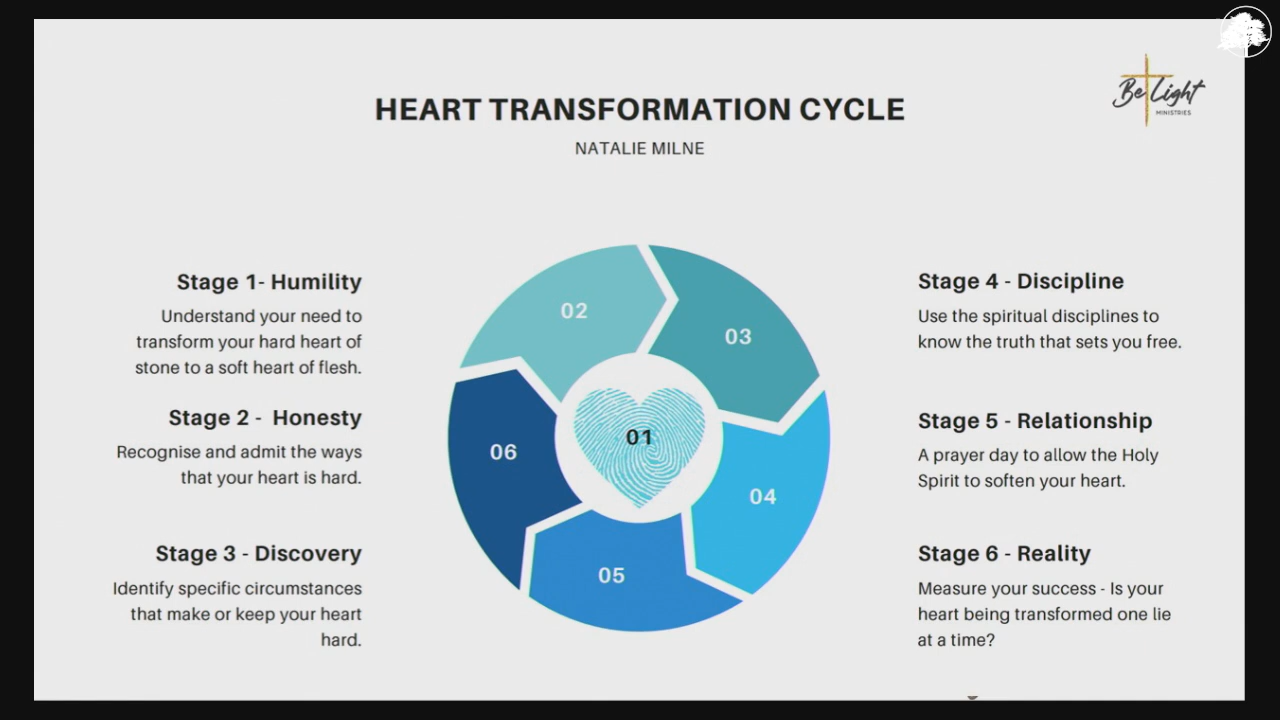 Be Light
MINISTRIES
HEART TRANSFORMATION CYCLE
NATALIE MILNE
Stage 1- Humility
Understand your need to
transform your hard heart of
stone to a soft heart of flesh.
Stage 2 - Honesty
Recognise and admit the ways
that your heart is hard.
Stage 3 - Discovery
Identify specific circumstances
that make or keep your heart
hard.
02
03
01
06
04
05
Stage 4 - Discipline
Use the spiritual disciplines to
know the truth that sets you free.
Stage 5 - Relationship
A prayer day to allow the Holy
Spirit to soften your heart.
Stage 6 - Reality
Measure your success - Is your
heart being transformed one lie
at a time?